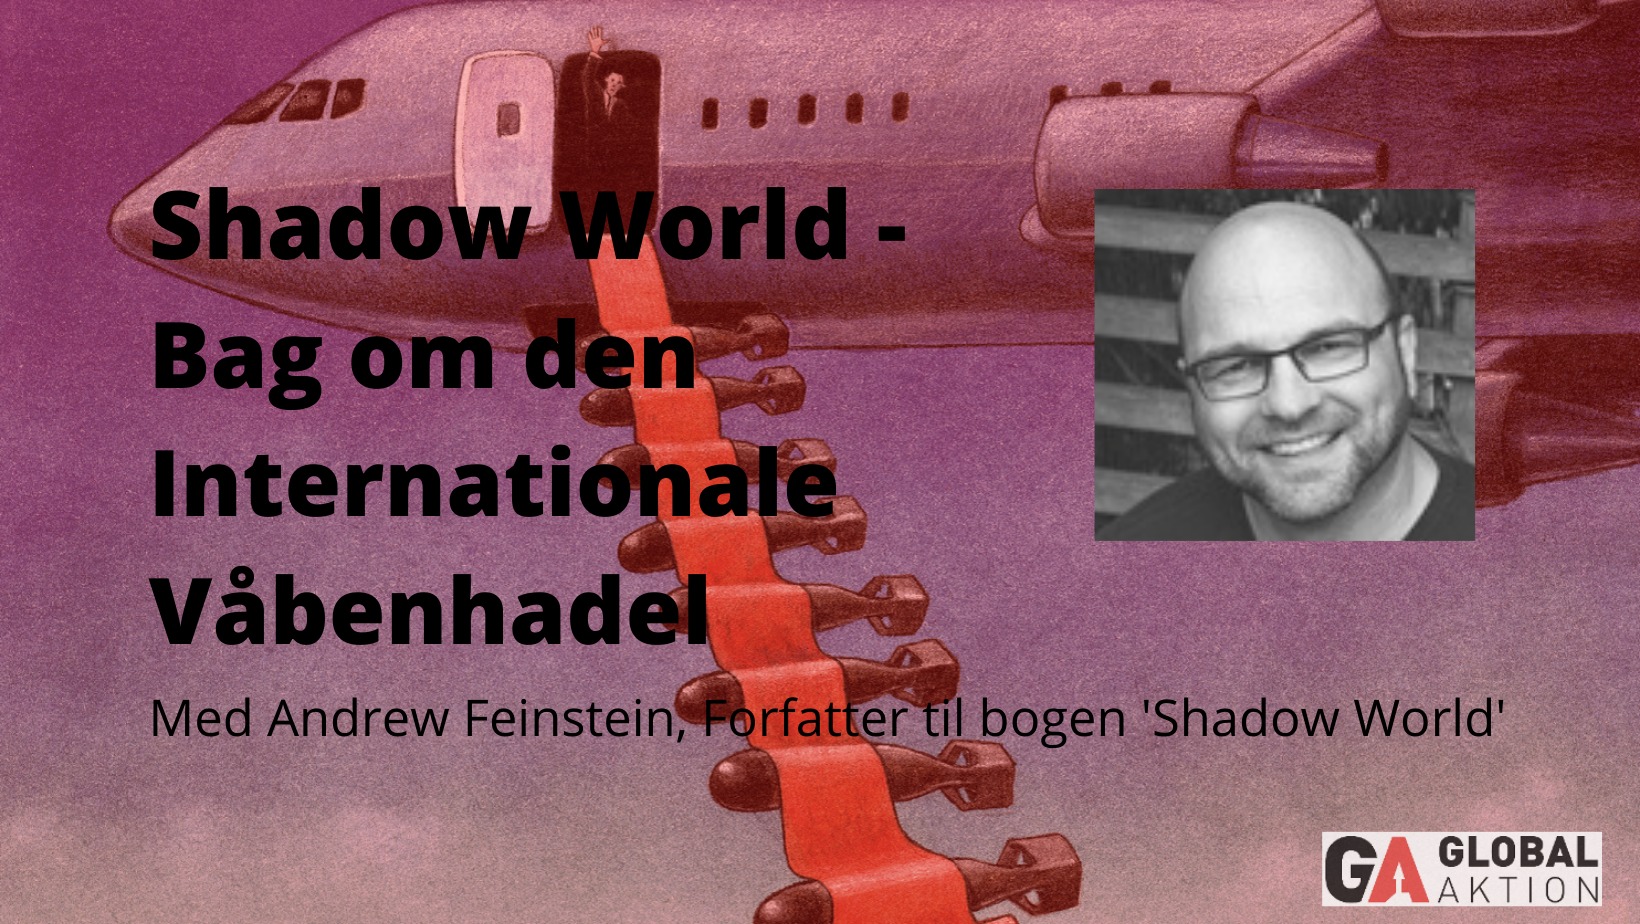 Shadow World -
Bag om den
Internationale
Våbenhadel
Med Andrew Feinstein, Forfatter til bogen 'Shadow World'
GA GLOBAL
AKTION